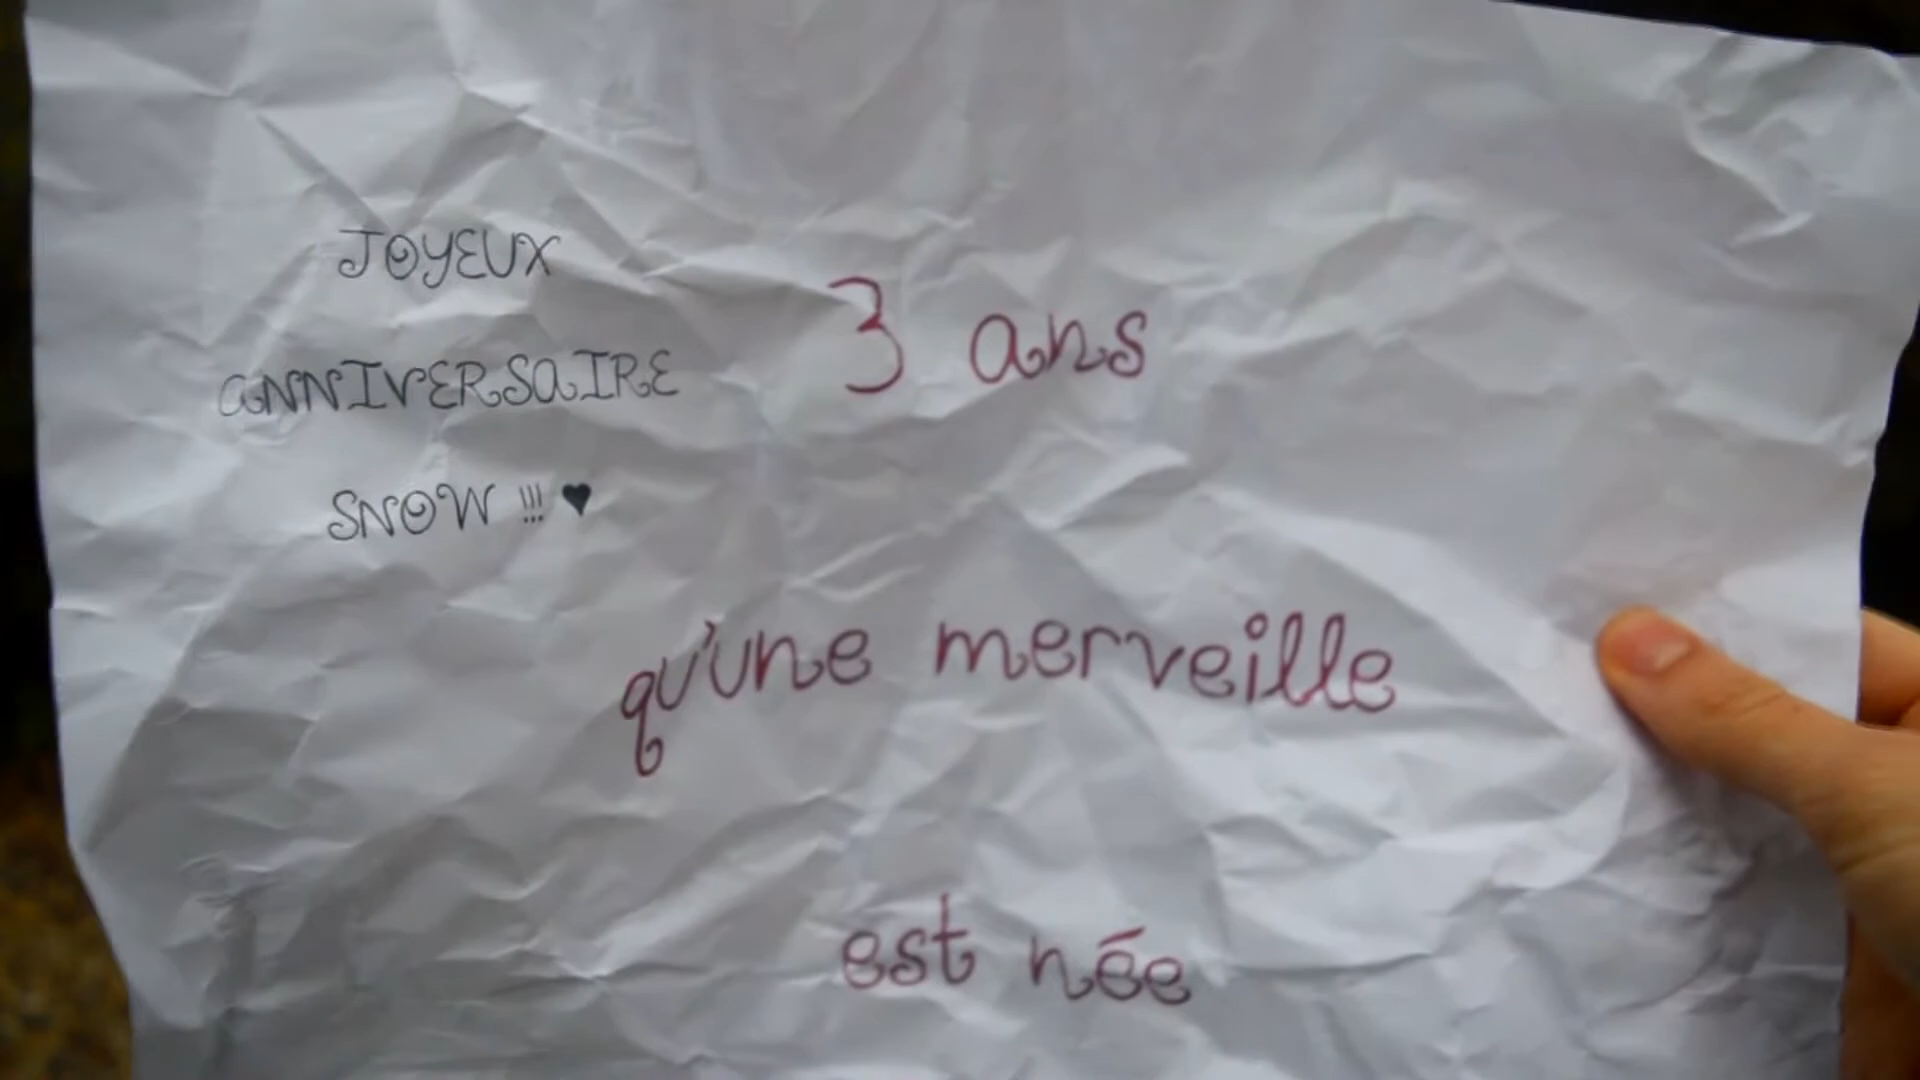 JOYEUX
ANNIVERSAIRE
SNOW !!! ♥
3 ans
qu'une merveille
est née